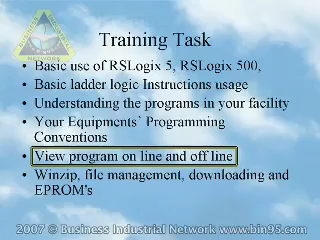 Training Task
• Basic use of RSLogix 5, RSLogix 500,
• Basic ladder logic Instructions usage
• Understanding the programs in your facility
• Your Equipments` Programming
Conventions
• View program on line and off line
• Winzip, file management, downloading and
EPROM's
2007 © Business Industrial Network www.bin95.com